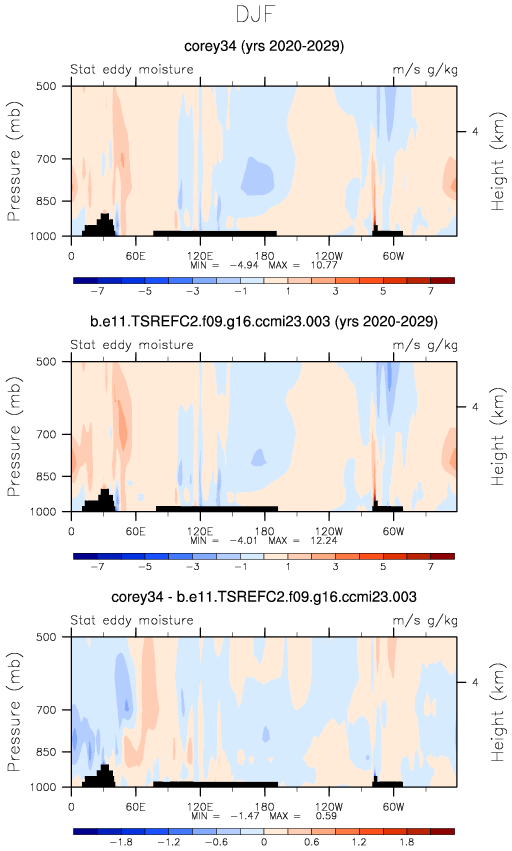 DJF
corey34 (yrs 2020-2029)
Stat eddy moisture m/s g/kg
500
700
850
1000
Pressure (mb)
4
Height (km)
0 60E 120E 180 120W 60W
MIN = -4.94 MAX = 10.77
-7 -5 -3 -1 1 3 5 7
b.e11.TSREFC2.f09.g16.ccmi23.003 (yrs 2020-2029)
Stat eddy moisture m/s g/kg
500
700
850
1000
Pressure (mb)
4
Height (km)
0 60E 120E 180 120W 60W
MIN = -4.01 MAX = 12.24
-7 -5 -3 -1 1 3 5 7
corey34 - b.e11.TSREFC2.f09.g16.ccmi23.003
Stat eddy moisture m/s g/kg
500
700
850
1000
Pressure (mb)
4
Height (km)
0 60E 120E 180 120W 60W
MIN = -1.47 MAX = 0.59
-1.8 -1.2 -0.6 0 0.6 1.2 1.8